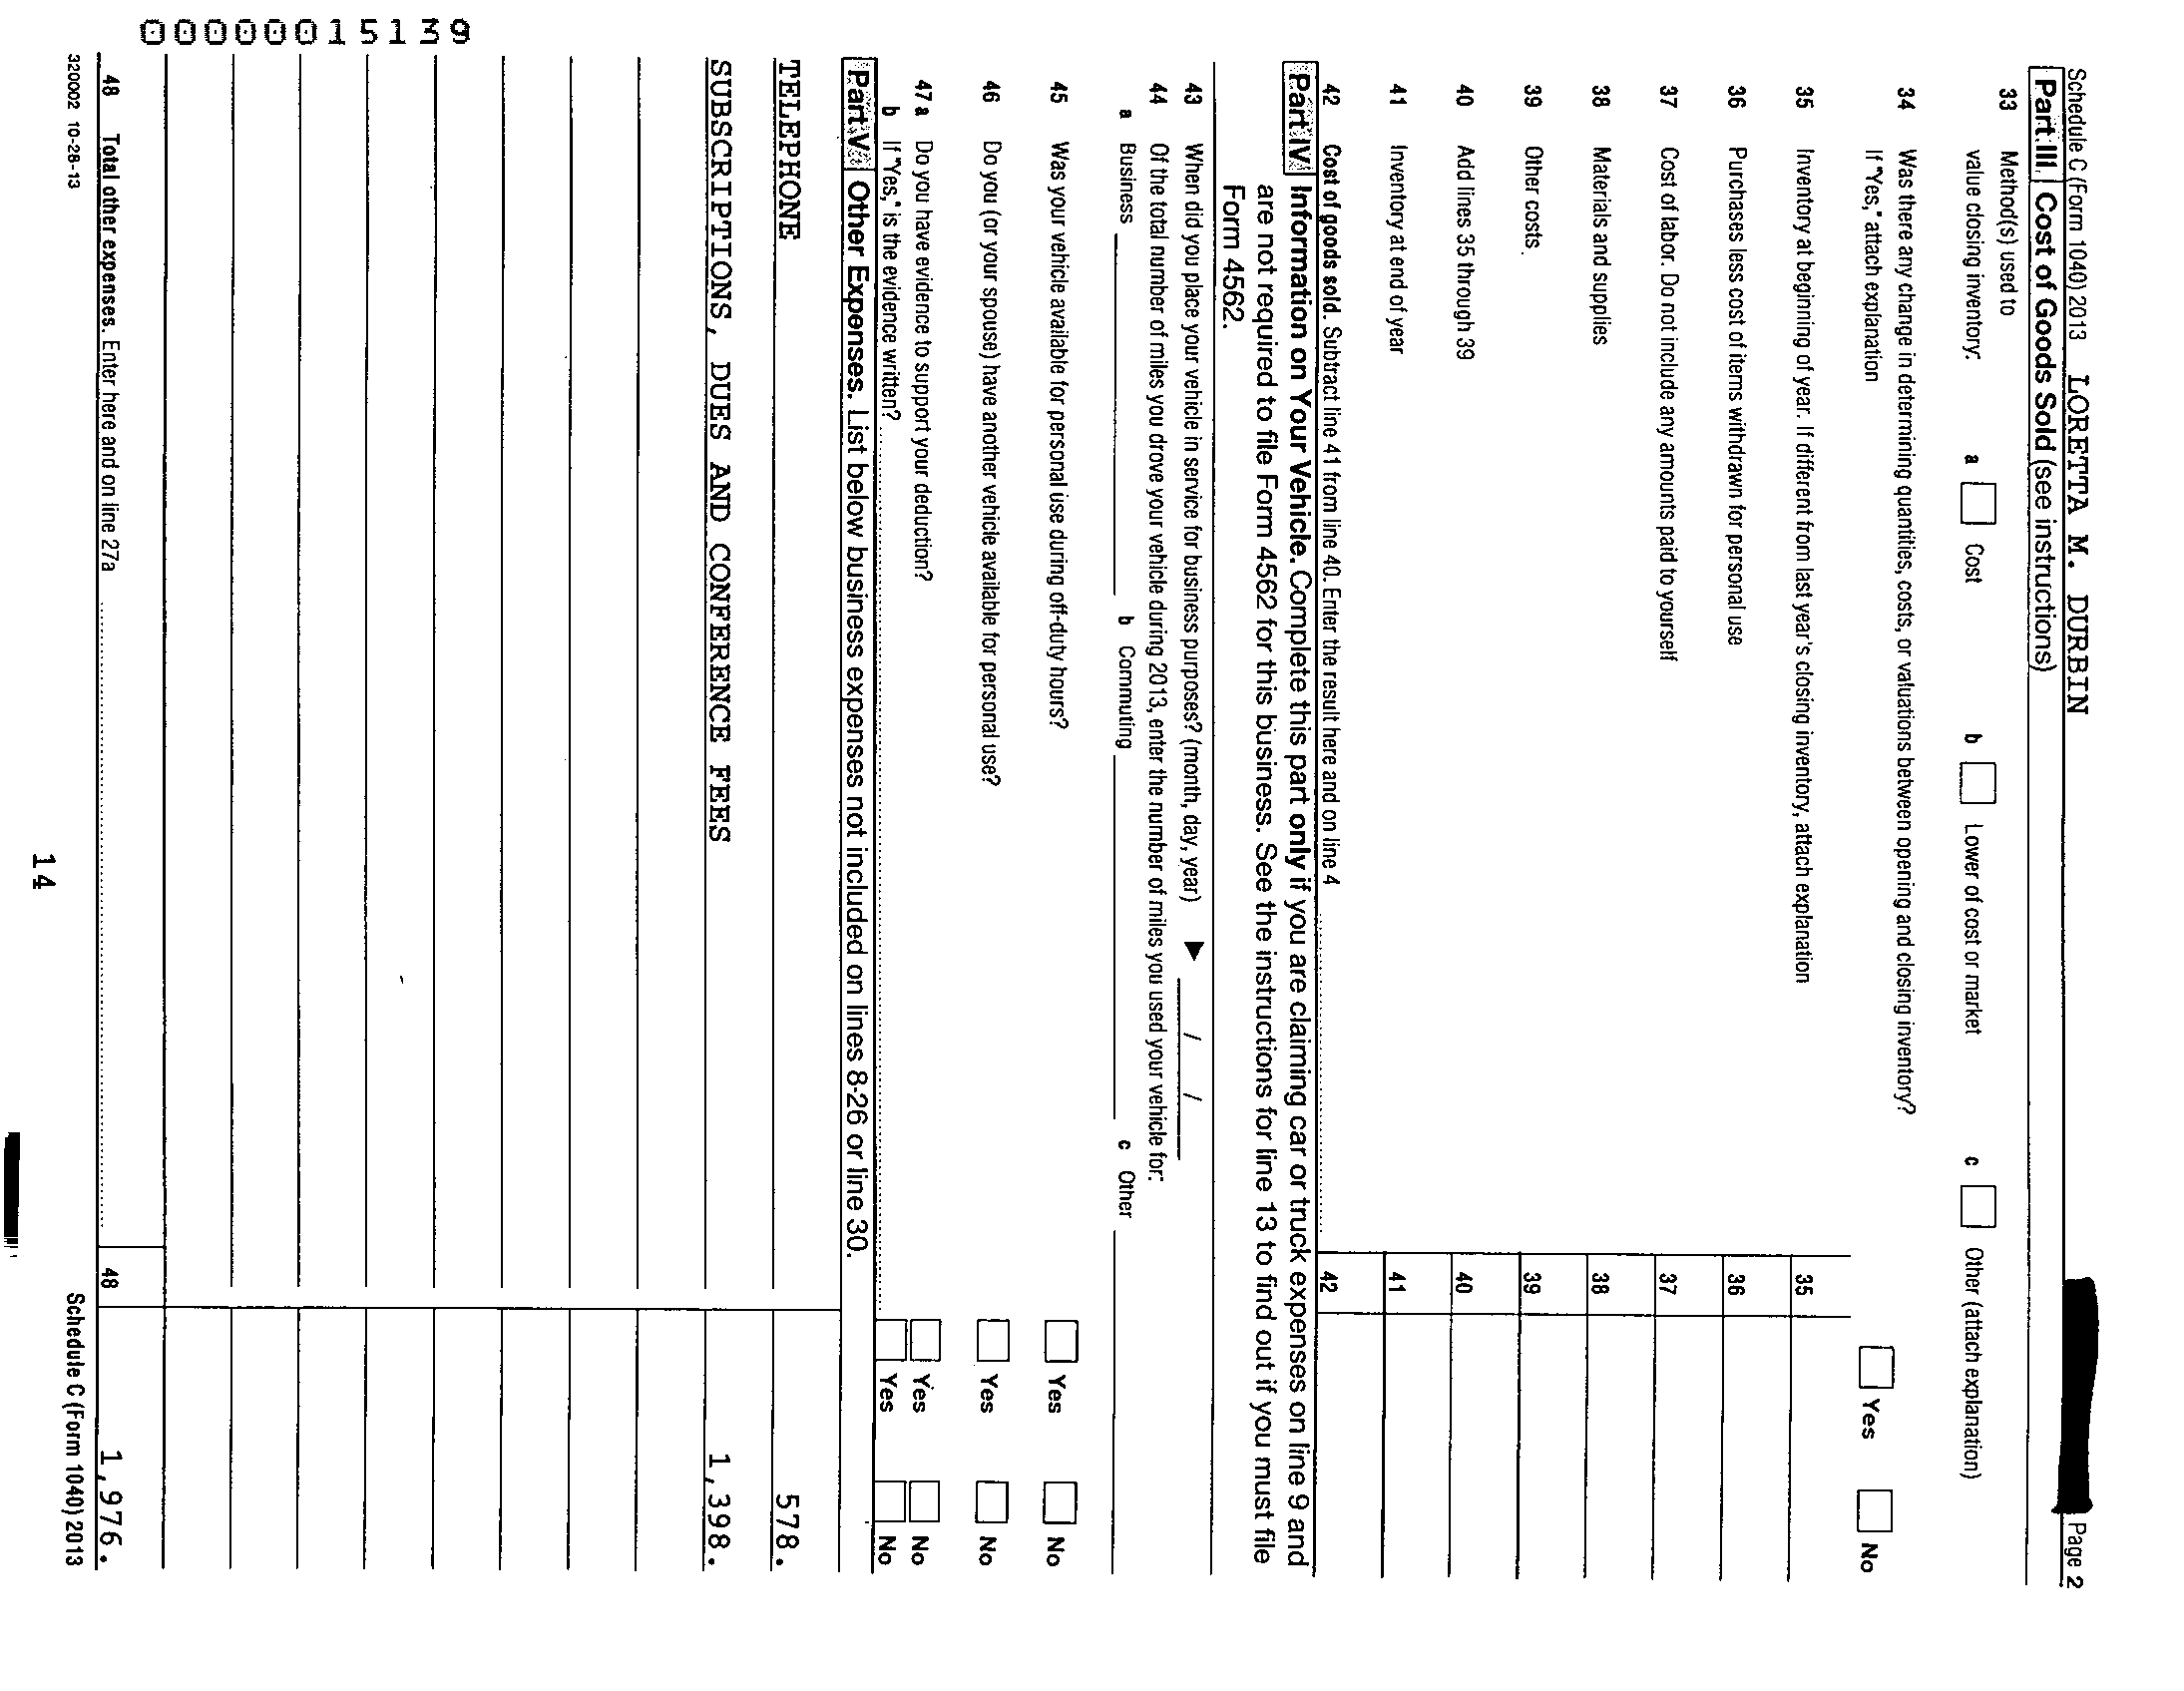 Schedule C (Form 1040) 2013 LORETTA M. DURBIN Page 2
Part III Cost of Goods Sold (see instructions)
33 Method(s) used to
value closing inventory: a Cost b Lower of cost or market c Other (attach explanation)
34 Was there any change in determining quantities, costs, or valuations between opening and closing inventory?
If "Yes," attach explanation Yes No
35 Inventory at beginning of year. If different from last year's closing inventory, attach explanation 35
36 Purchases less cost of items withdrawn for personal use 36
37 Cost of labor. Do not include any amounts paid to yourself 37
38 Materials and supplies 38
39 Other costs 39
40 Add lines 35 through 39 40
41 Inventory at end of year 41
42 Cost of goods sold. Subtract line 41 from line 40. Enter the result here and on line 4 42
Part IV Information on Your Vehicle. Complete this part only if you are claiming car or truck expenses on line 9 and
are not required to file Form 4562 for this business. See the instructions for line 13 to find out if you must file
Form 4562.
43 When did you place your vehicle in service for business purposes? (month, day, year) ▶ / /
44 Of the total number of miles you drove your vehicle during 2013, enter the number of miles you used your vehicle for:
a Business b Commuting c Other
45 Was your vehicle available for personal use during off-duty hours? Yes No
46 Do you (or your spouse) have another vehicle available for personal use? Yes No
47a Do you have evidence to support your deduction? Yes No
b If "Yes," is the evidence written? Yes No
Part V Other Expenses. List below business expenses not included on lines 8-26 or line 30.
TELEPHONE 578.
SUBSCRIPTIONS, DUES AND CONFERENCE FEES 1,398.
48 Total other expenses. Enter here and on line 27a 48 1,976.
320002 10-28-13 Schedule C (Form 1040) 2013
14
00000015139